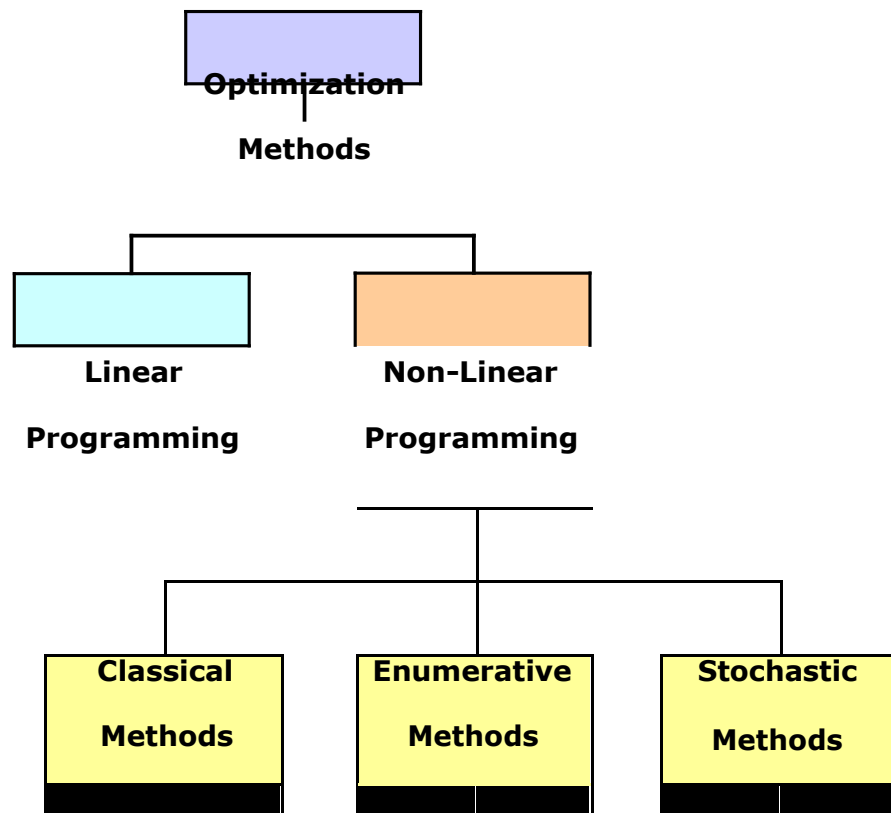 Optimization
Methods
Linear
Programming
Non-Linear
Programming
Classical
Methods
Enumerative
Methods
Stochastic
Methods